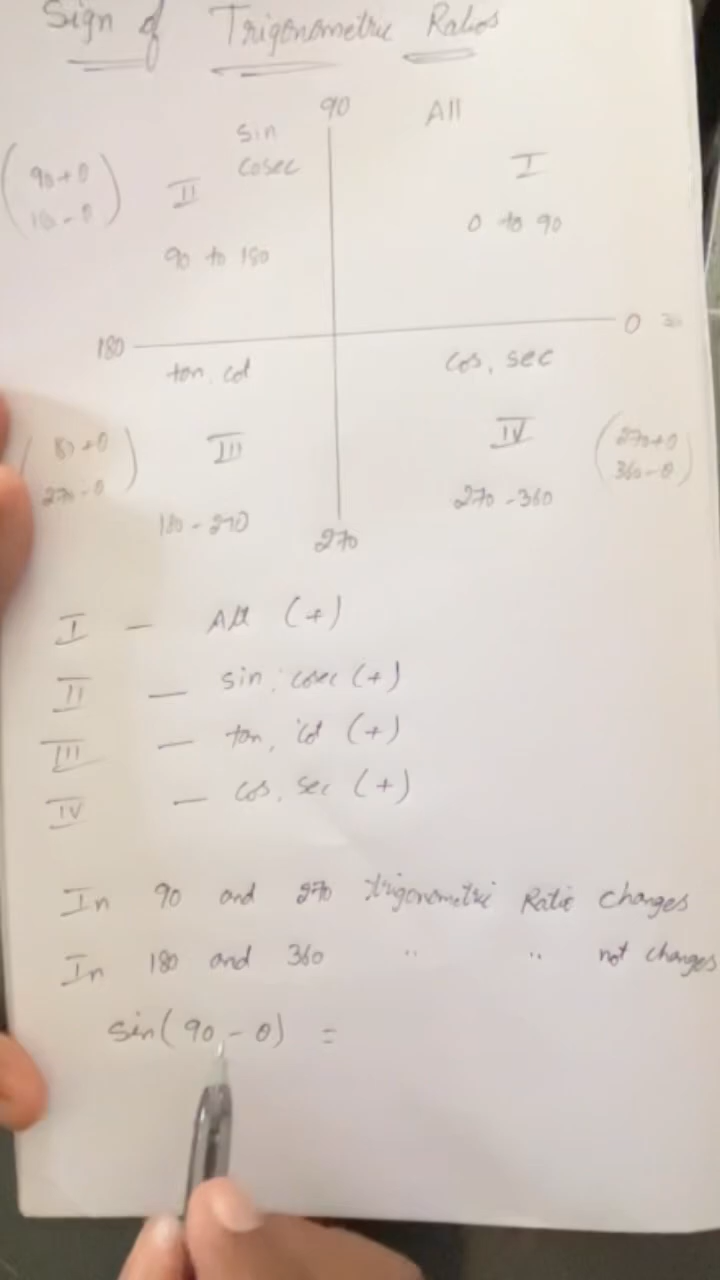 Sign of Trigonometric Ratios
90
All
sin
cosec
(90+θ
180-θ)
II
I
0 to 90
90 to 180
180
0
tan, cot
cos, sec
(180+θ
270-θ)
III
IV
(270+θ
360-θ)
180 - 270
270 - 360
270
I - All (+)
II - sin, cosec (+)
III - tan, cot (+)
IV - cos, sec (+)
In 90 and 270 trigonometric Ratio changes
In 180 and 360 " " not changes
sin(90-θ) =